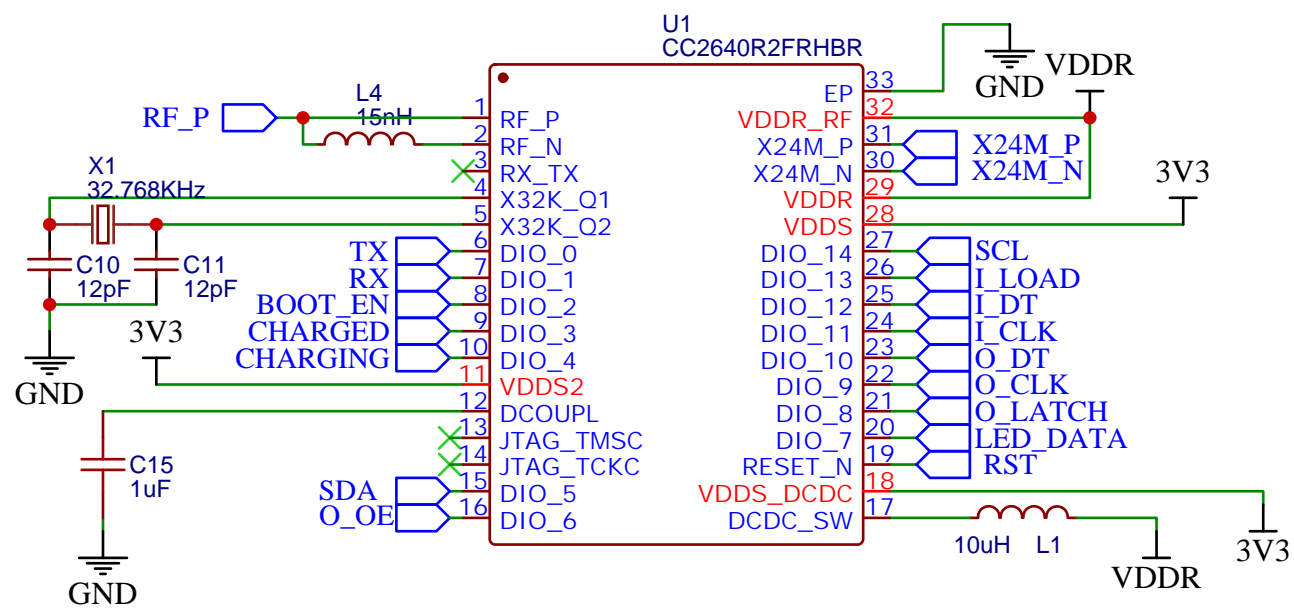 U1
CC2640R2FRHBR
GND
VDDR
RF_P
L4
15nH
X1
32.768KHz
C10
12pF
C11
12pF
GND
TX
RX
BOOT_EN
CHARGED
CHARGING
3V3
C15
1uF
GND
SDA
O_OE
1 RF_P
2 RF_N
3 RX_TX
4 X32K_Q1
5 X32K_Q2
6 DIO_0
7 DIO_1
8 DIO_2
9 DIO_3
10 DIO_4
11 VDDS2
12 DCOUPL
13 JTAG_TMSC
14 JTAG_TCKC
15 DIO_5
16 DIO_6
EP 33
VDDR_RF 32
X24M_P 31
X24M_N 30
VDDR 29
VDDS 28
DIO_14 27
DIO_13 26
DIO_12 25
DIO_11 24
DIO_10 23
DIO_9 22
DIO_8 21
DIO_7 20
RESET_N 19
VDDS_DCDC 18
DCDC_SW 17
X24M_P
X24M_N
3V3
SCL
I_LOAD
I_DT
I_CLK
O_DT
O_CLK
O_LATCH
LED_DATA
RST
10uH L1
3V3
VDDR